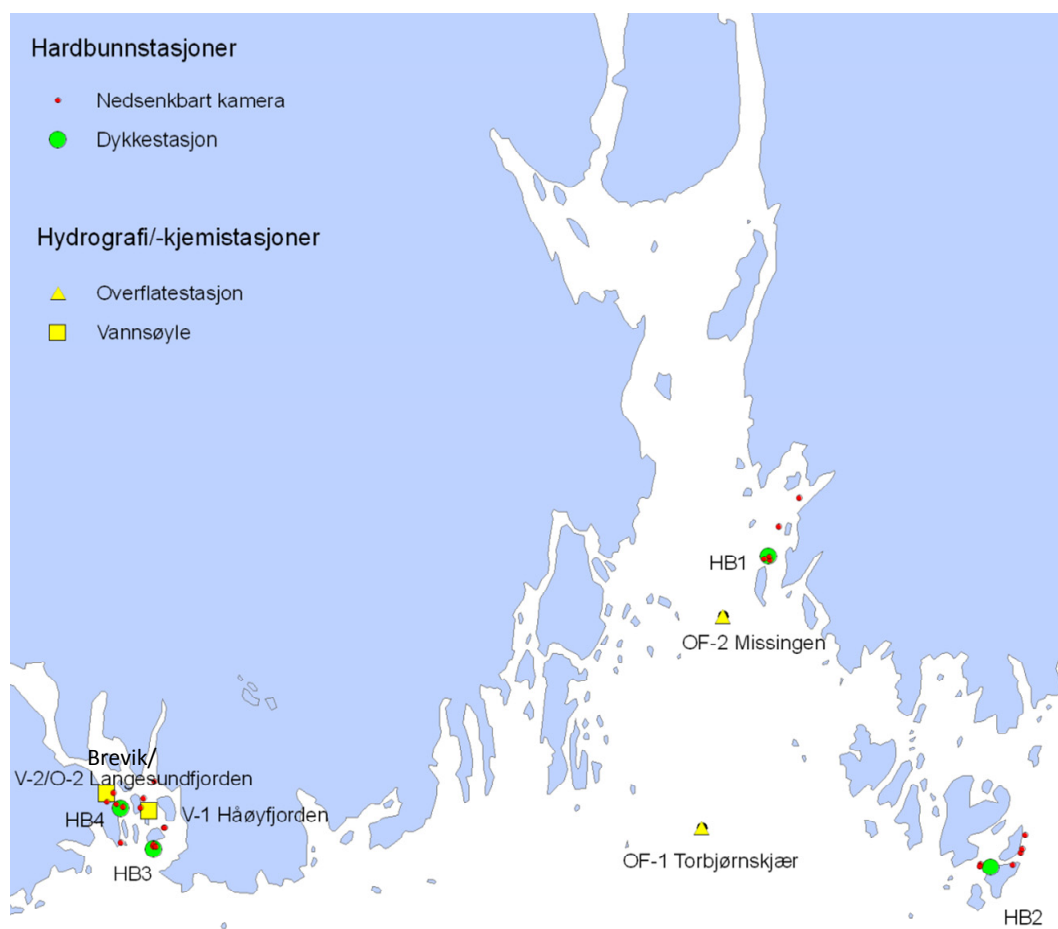 Hardbunnstasjoner
Nedsenkbart kamera
Dykkestasjon
Hydrografi/-kjemistasjoner
Overflatestasjon
Vannsøyle
HB1
OF-2 Missingen
Brevik/
V-2/O-2 Langesundfjorden
V-1 Håøyfjorden
HB4
HB3
OF-1 Torbjørnskjær
HB2